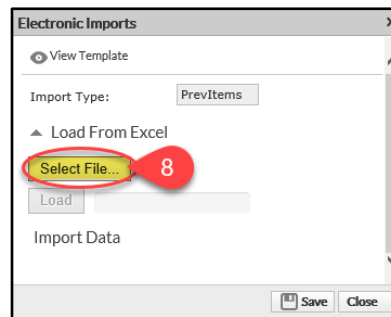 Electronic Imports
View Template
Import Type: PrevItems
Load From Excel
Select File... 8
Load
Import Data
Save Close